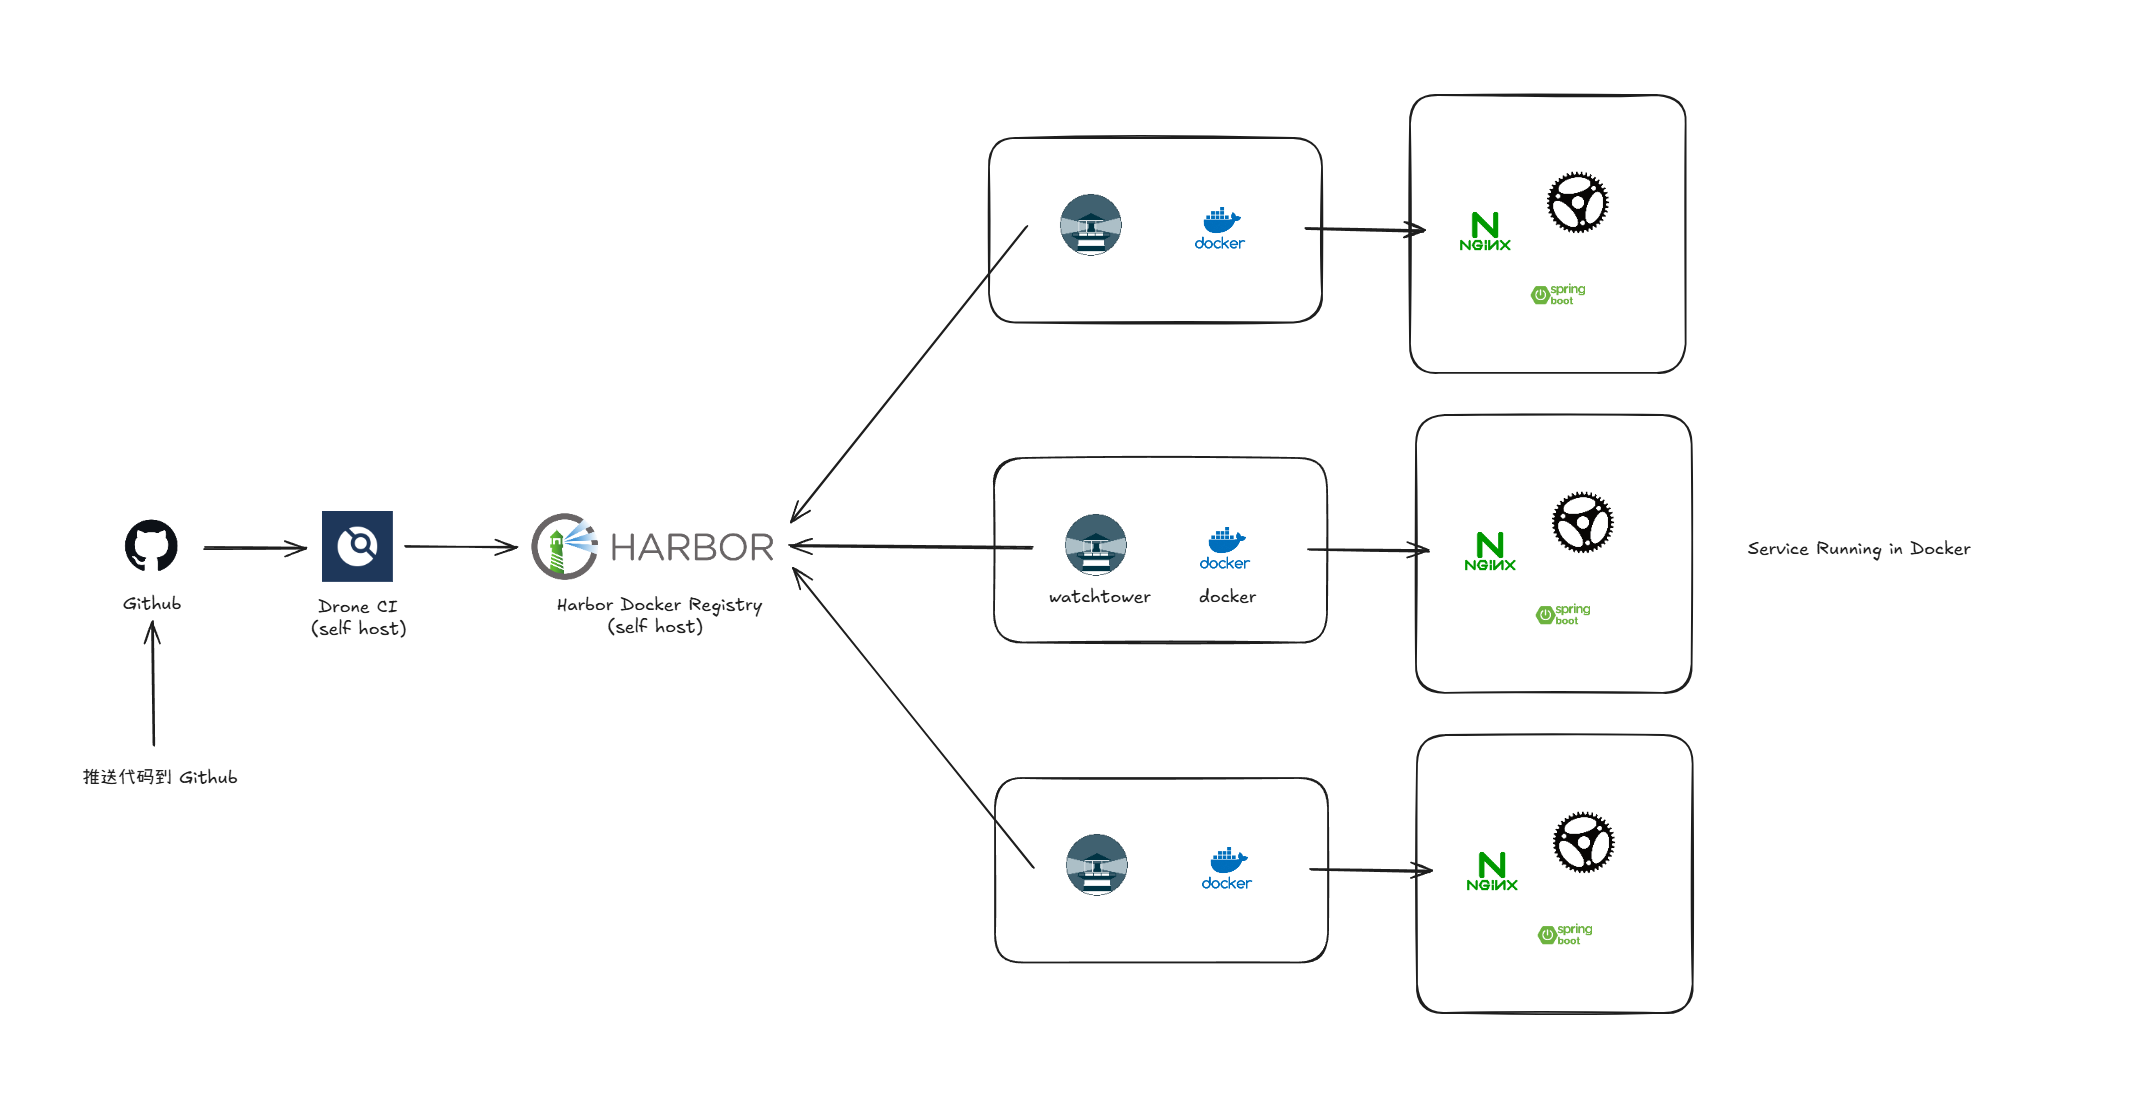 docker
NGINX
spring
boot
HARBOR
Github
Drone CI
(self host)
Harbor Docker Registry
(self host)
推送代码到 Github
docker
watchtower
docker
NGINX
spring
boot
Service Running in Docker
docker
NGINX
spring
boot